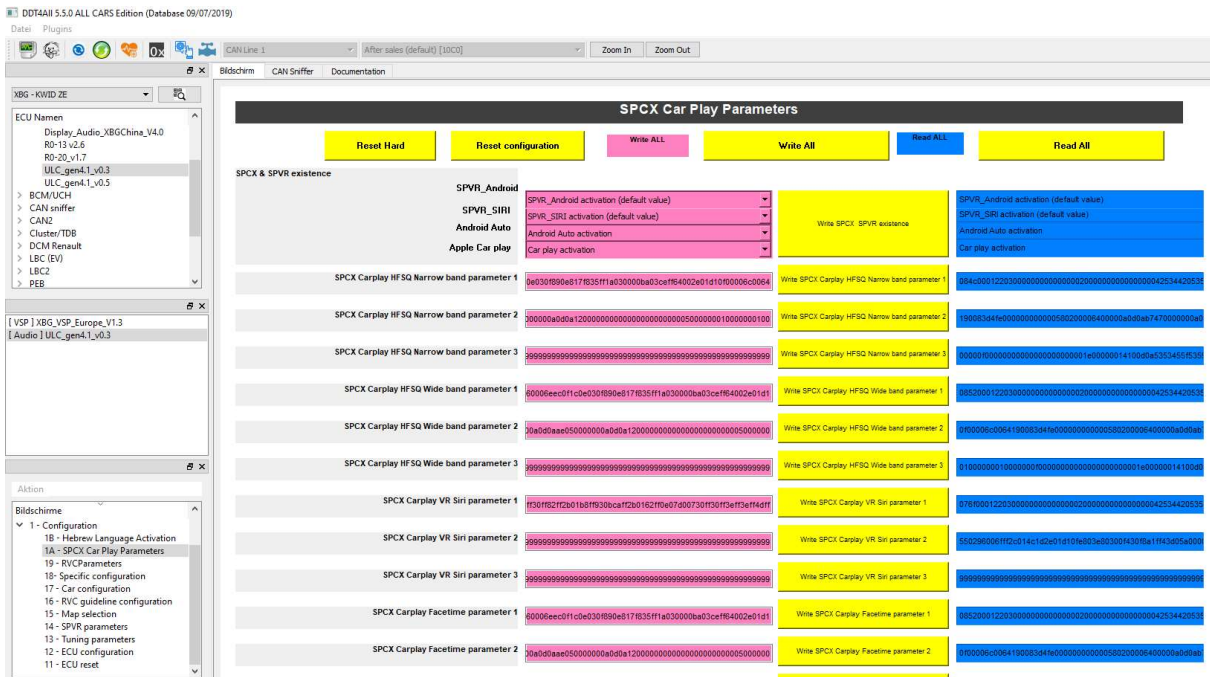 DDT4All 5.5.0 ALL CARS Edition (Database 09/07/2019)
Datei Plugins
CAN Line 1 After sales (default) [10C0] Zoom In Zoom Out
Bildschirm CAN Sniffer Documentation
XBG - KWID ZE
ECU Namen
Display_Audio_XBGChina_V4.0
R0-13 v2.6
R0-20_v1.7
ULC_gen4.1_v0.3
ULC_gen4.1_v0.5
BCM/UCH
CAN sniffer
CAN2
Cluster/TDB
DCM Renault
LBC (EV)
LBC2
PEB
[ VSP ] XBG_VSP_Europe_V1.3
[ Audio ] ULC_gen4.1_v0.3
Aktion
Bildschirme
1 - Configuration
1B - Hebrew Language Activation
1A - SPCX Car Play Parameters
19 - RVCParameters
18- Specific configuration
17 - Car configuration
16 - RVC guideline configuration
15 - Map selection
14 - SPVR parameters
13 - Tuning parameters
12 - ECU configuration
11 - ECU reset
SPCX Car Play Parameters
Reset Hard Reset configuration Write ALL Write All Read ALL Read All
SPCX & SPVR existence
SPVR_Android SPVR_Android activation (default value) SPVR_Android activation (default value)
SPVR_SIRI SPVR_SIRI activation (default value) Write SPCX SPVR existence SPVR_SIRI activation (default value)
Android Auto Android Auto activation Android Auto activation
Apple Car play Car play activation Car play activation
SPCX Carplay HFSQ Narrow band parameter 1 0e030f890e817f835ff1a030000ba03ceff64002e01d10f00006c0064 Write SPCX Carplay HFSQ Narrow band parameter 1
SPCX Carplay HFSQ Narrow band parameter 2 Write SPCX Carplay HFSQ Narrow band parameter 2
SPCX Carplay HFSQ Narrow band parameter 3 Write SPCX Carplay HFSQ Narrow band parameter 3
SPCX Carplay HFSQ Wide band parameter 1 60006eec0f1c0e030f890e817f835ff1a030000ba03ceff64002e01d1 Write SPCX Carplay HFSQ Wide band parameter 1
SPCX Carplay HFSQ Wide band parameter 2 Write SPCX Carplay HFSQ Wide band parameter 2
SPCX Carplay HFSQ Wide band parameter 3 Write SPCX Carplay HFSQ Wide band parameter 3
SPCX Carplay VR Siri parameter 1 Write SPCX Carplay VR Siri parameter 1
SPCX Carplay VR Siri parameter 2 Write SPCX Carplay VR Siri parameter 2
SPCX Carplay VR Siri parameter 3 Write SPCX Carplay VR Siri parameter 3
SPCX Carplay Facetime parameter 1 60006eec0f1c0e030f890e817f835ff1a030000ba03ceff64002e01d1 Write SPCX Carplay Facetime parameter 1
SPCX Carplay Facetime parameter 2 Write SPCX Carplay Facetime parameter 2